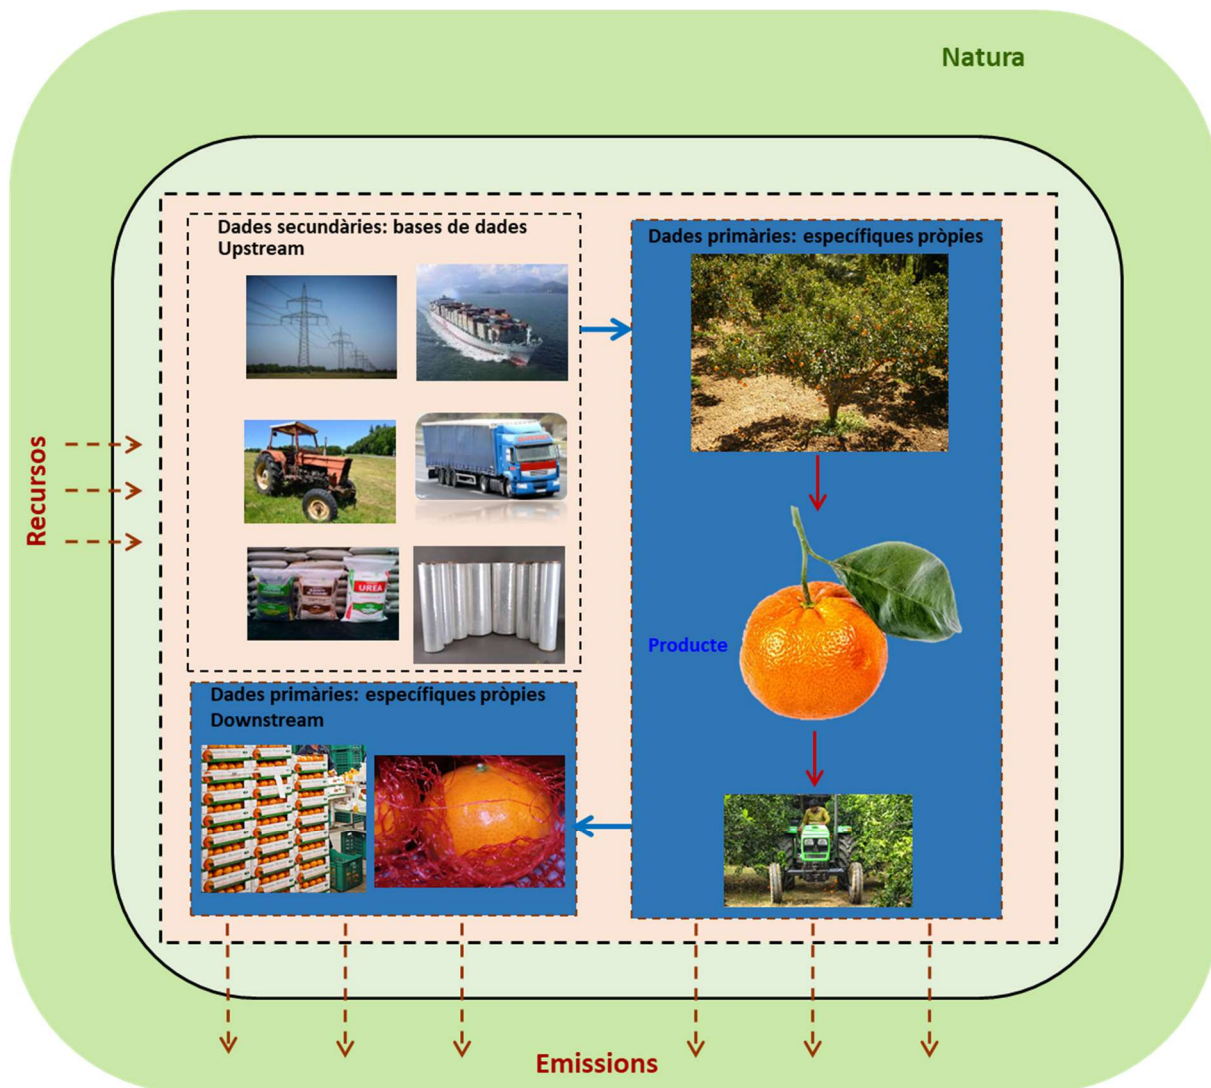 Natura
Dades secundàries: bases de dades
Upstream
Dades primàries: específiques pròpies
Recursos
UREA
Producte
Dades primàries: específiques pròpies
Downstream
Emissions